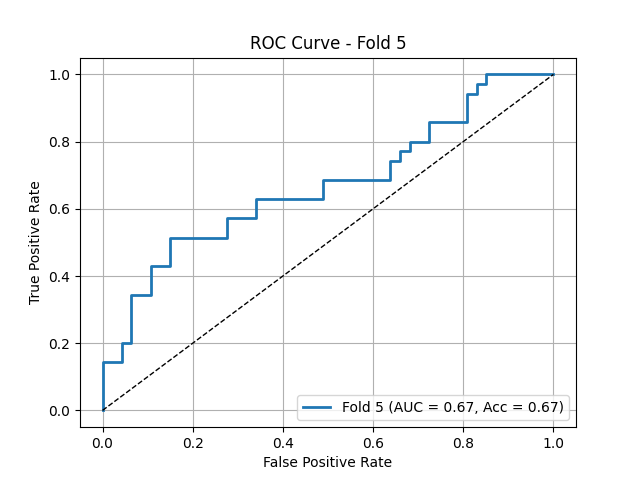 ROC Curve - Fold 5
True Positive Rate
1.0
0.8
0.6
0.4
0.2
0.0
Fold 5 (AUC = 0.67, Acc = 0.67)
0.0 0.2 0.4 0.6 0.8 1.0
False Positive Rate